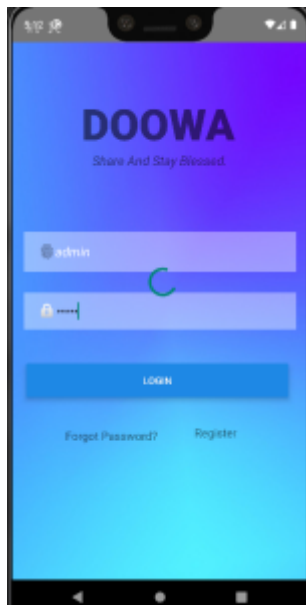 DOOWA
Share And Stay Blessed.
admin
•••••
LOGIN
Forgot Password?
Register